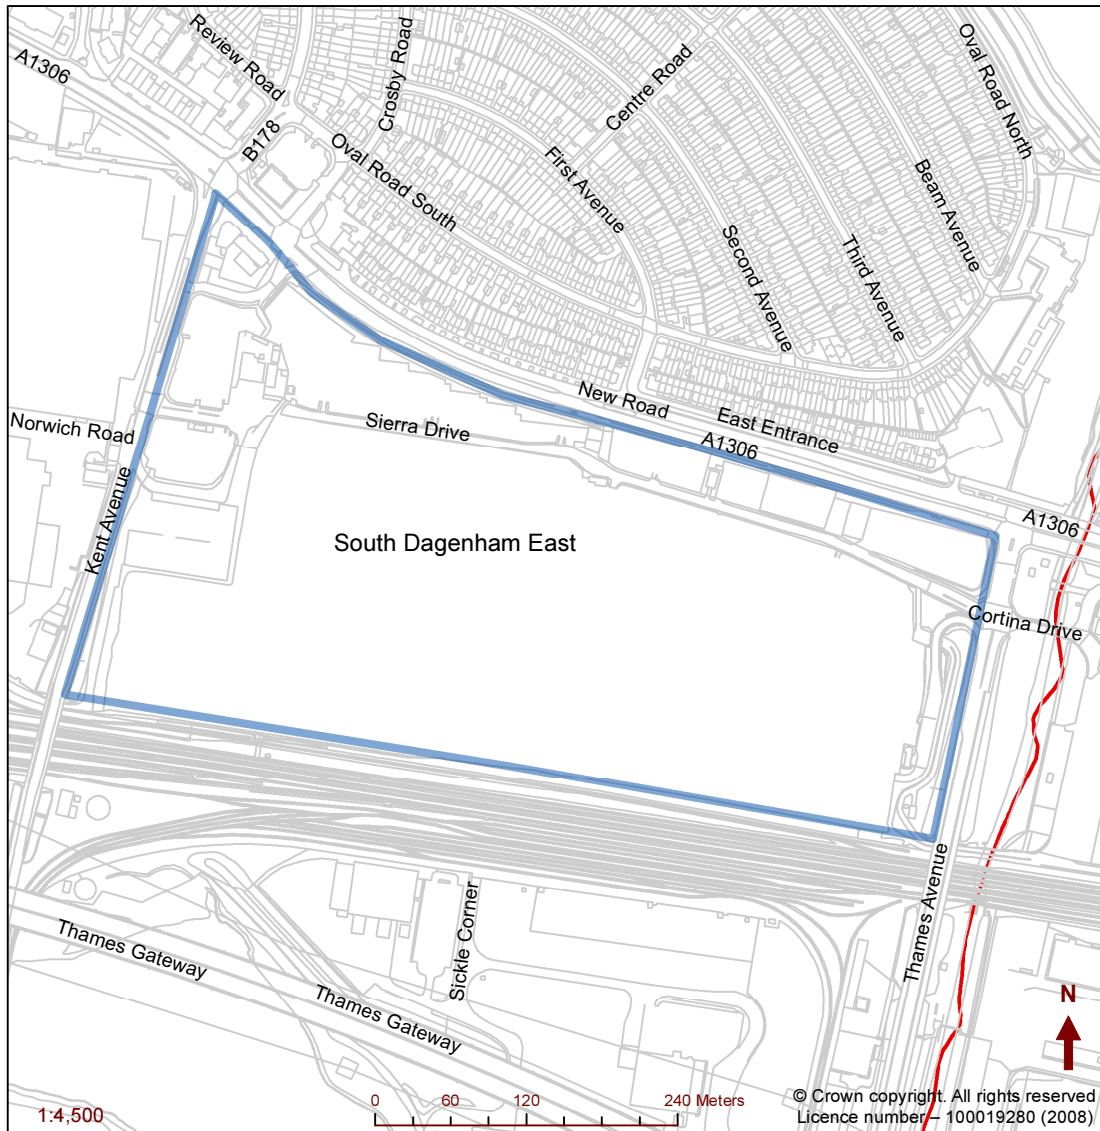 A1306
Review Road
Crosby Road
Centre Road
Oval Road North
B178
Oval Road South
First Avenue
Beam Avenue
Second Avenue
Third Avenue
New Road
East Entrance
Norwich Road
Sierra Drive
A1306
A1306
Kent Avenue
South Dagenham East
Cortina Drive
Thames Avenue
Sickle Corner
Thames Gateway
Thames Gateway
N
1:4,500
0 60 120 240 Meters
© Crown copyright. All rights reserved
Licence number – 100019280 (2008)